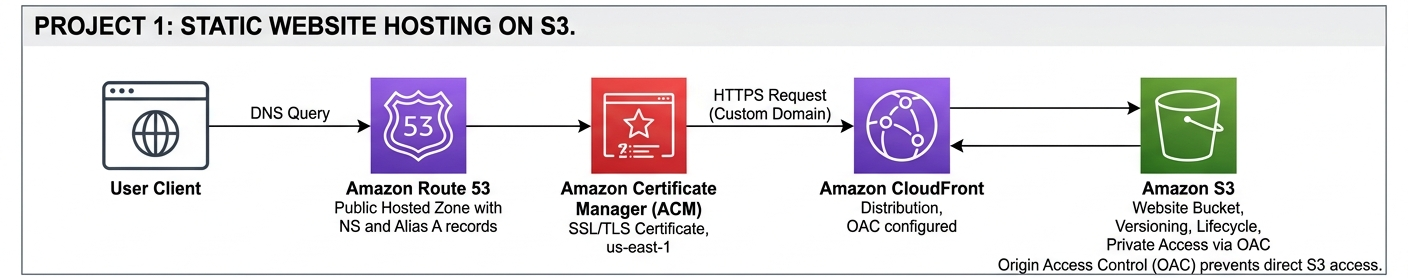 PROJECT 1: STATIC WEBSITE HOSTING ON S3.
DNS Query
HTTPS Request
(Custom Domain)
53
User Client
Amazon Route 53
Public Hosted Zone with
NS and Alias A records
Amazon Certificate
Manager (ACM)
SSL/TLS Certificate,
us-east-1
Amazon CloudFront
Distribution,
OAC configured
Amazon S3
Website Bucket,
Versioning, Lifecycle,
Private Access via OAC
Origin Access Control (OAC) prevents direct S3 access.